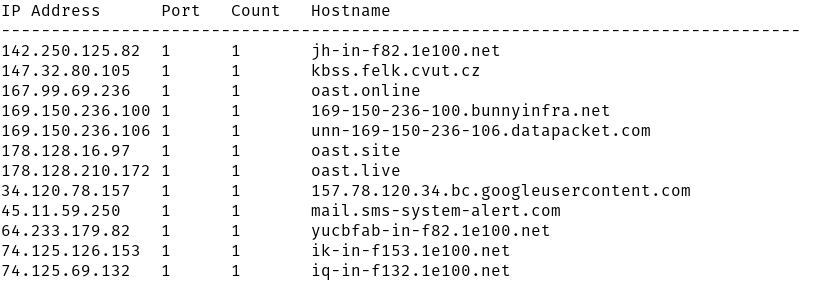 IP Address      Port   Count   Hostname
--------------------------------------------------------------------------------
142.250.125.82  1      1       jh-in-f82.1e100.net
147.32.80.105   1      1       kbss.felk.cvut.cz
167.99.69.236   1      1       oast.online
169.150.236.100 1      1       169-150-236-100.bunnyinfra.net
169.150.236.106 1      1       unn-169-150-236-106.datapacket.com
178.128.16.97   1      1       oast.site
178.128.210.172 1      1       oast.live
34.120.78.157   1      1       157.78.120.34.bc.googleusercontent.com
45.11.59.250    1      1       mail.sms-system-alert.com
64.233.179.82   1      1       yucbfab-in-f82.1e100.net
74.125.126.153  1      1       ik-in-f153.1e100.net
74.125.69.132   1      1       iq-in-f132.1e100.net